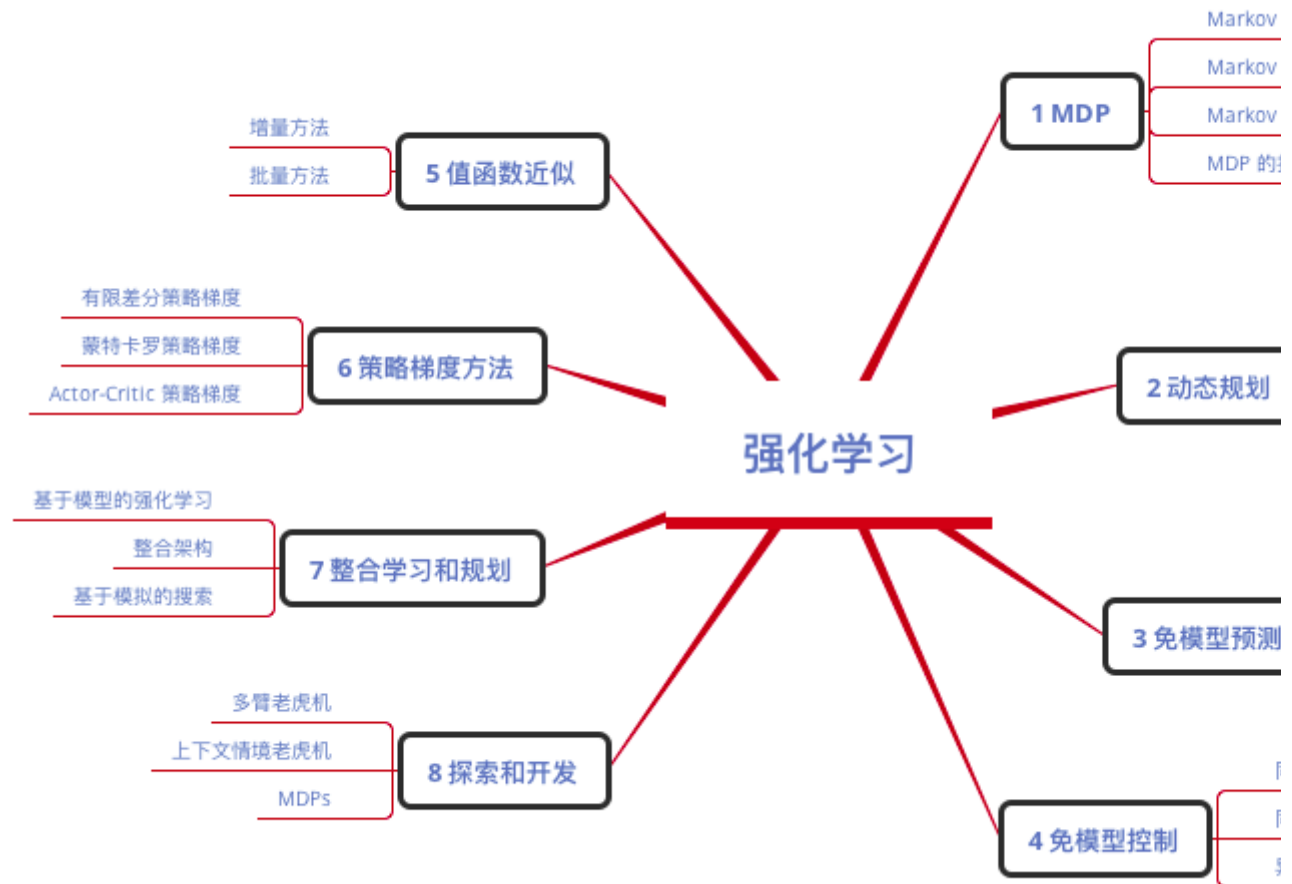 强化学习
1 MDP
Markov
Markov
Markov
MDP 的
2 动态规划
3 免模型预测
4 免模型控制
5 值函数近似
增量方法
批量方法
6 策略梯度方法
有限差分策略梯度
蒙特卡罗策略梯度
Actor-Critic 策略梯度
7 整合学习和规划
基于模型的强化学习
整合架构
基于模拟的搜索
8 探索和开发
多臂老虎机
上下文情境老虎机
MDPs